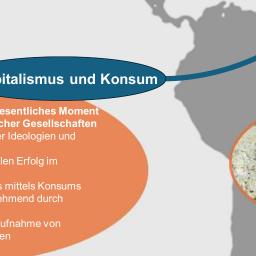 pitalismus und Konsum
esentliches Moment
cher Gesellschaften
er Ideologien und
len Erfolg im
s mittels Konsums
ehmend durch
ufnahme von
en